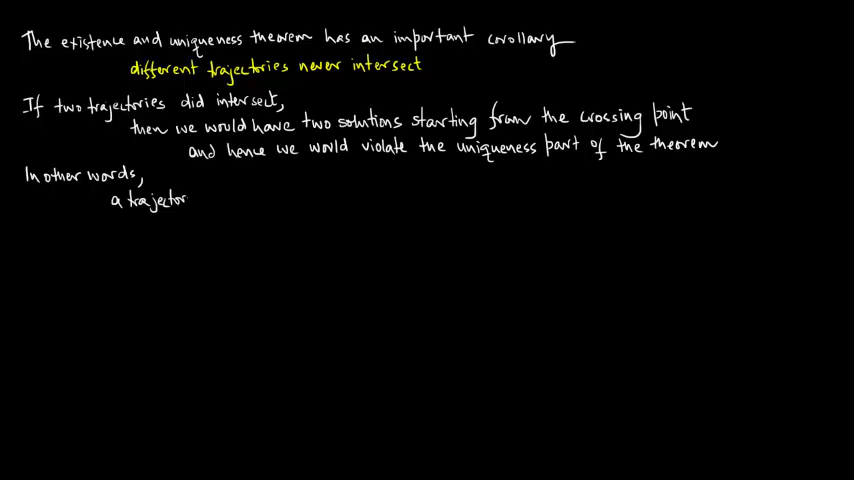 The existence and uniqueness theorem has an important corollary
different trajectories never intersect
If two trajectories did intersect,
then we would have two solutions starting from the crossing point
and hence we would violate the uniqueness part of the theorem
In other words,
a trajector